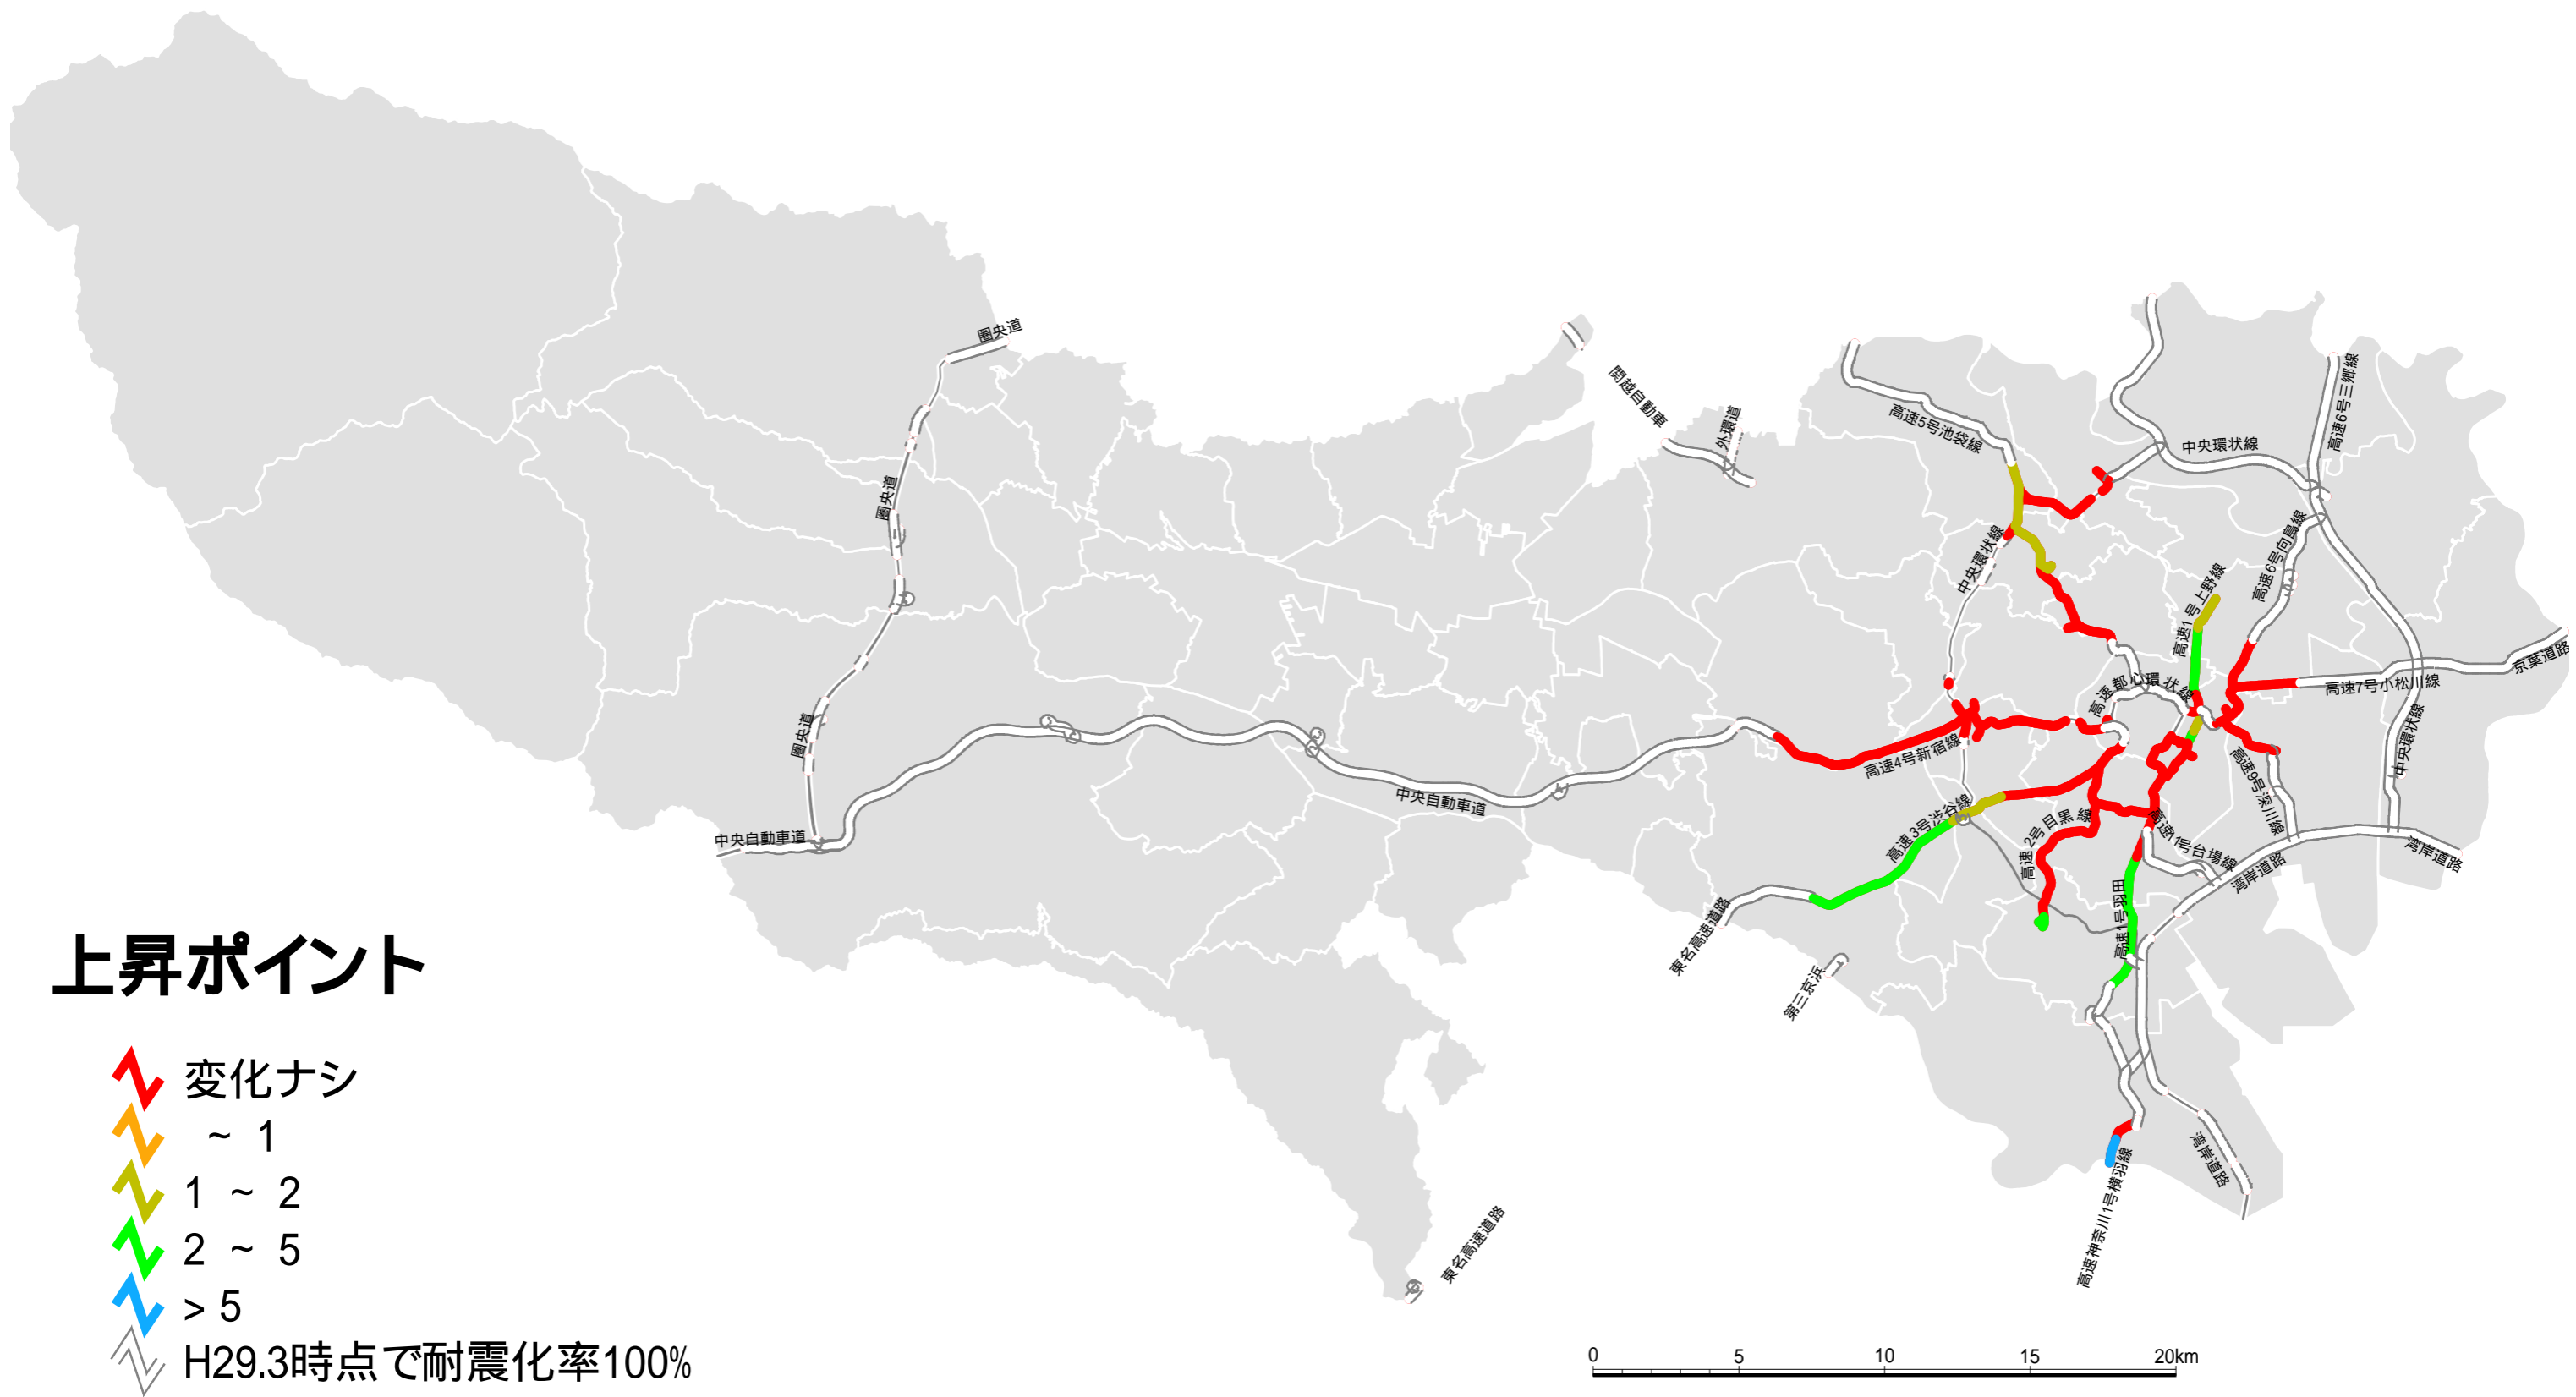 圏央道
関越自動車
外環道
高速5号池袋線
中央環状線
高速6号三郷線
圏央道
中央環状線
高速6号向島線
高速1号上野線
京葉道路
高速都心環状線
高速7号小松川線
圏央道
高速4号新宿線
中央環状線
高速9号深川線
中央自動車道
中央自動車道
高速3号渋谷線
高速2号目黒線
高速1号台場線
湾岸道路
湾岸道路
高速1号羽田
東名高速道路
第三京浜
湾岸道路
高速神奈川1号横羽線
東名高速道路
上昇ポイント
変化ナシ
~ 1
1 ~ 2
2 ~ 5
> 5
H29.3時点で耐震化率100%
0 5 10 15 20km